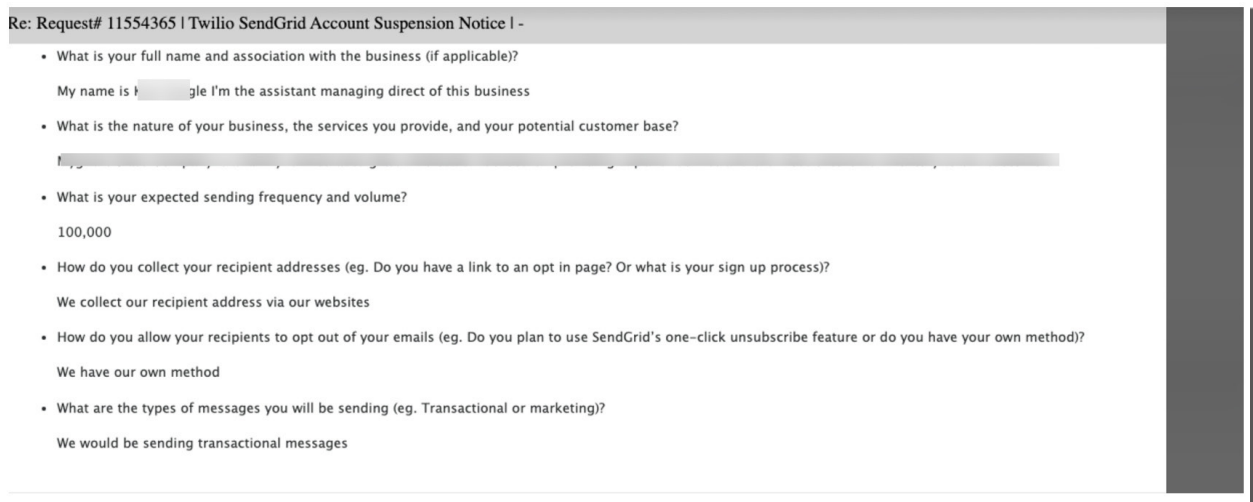 Re: Request# 11554365 | Twilio SendGrid Account Suspension Notice | -
• What is your full name and association with the business (if applicable)?
My name is I'm the assistant managing direct of this business
• What is the nature of your business, the services you provide, and your potential customer base?
• What is your expected sending frequency and volume?
100,000
• How do you collect your recipient addresses (eg. Do you have a link to an opt in page? Or what is your sign up process)?
We collect our recipient address via our websites
• How do you allow your recipients to opt out of your emails (eg. Do you plan to use SendGrid's one-click unsubscribe feature or do you have your own method)?
We have our own method
• What are the types of messages you will be sending (eg. Transactional or marketing)?
We would be sending transactional messages